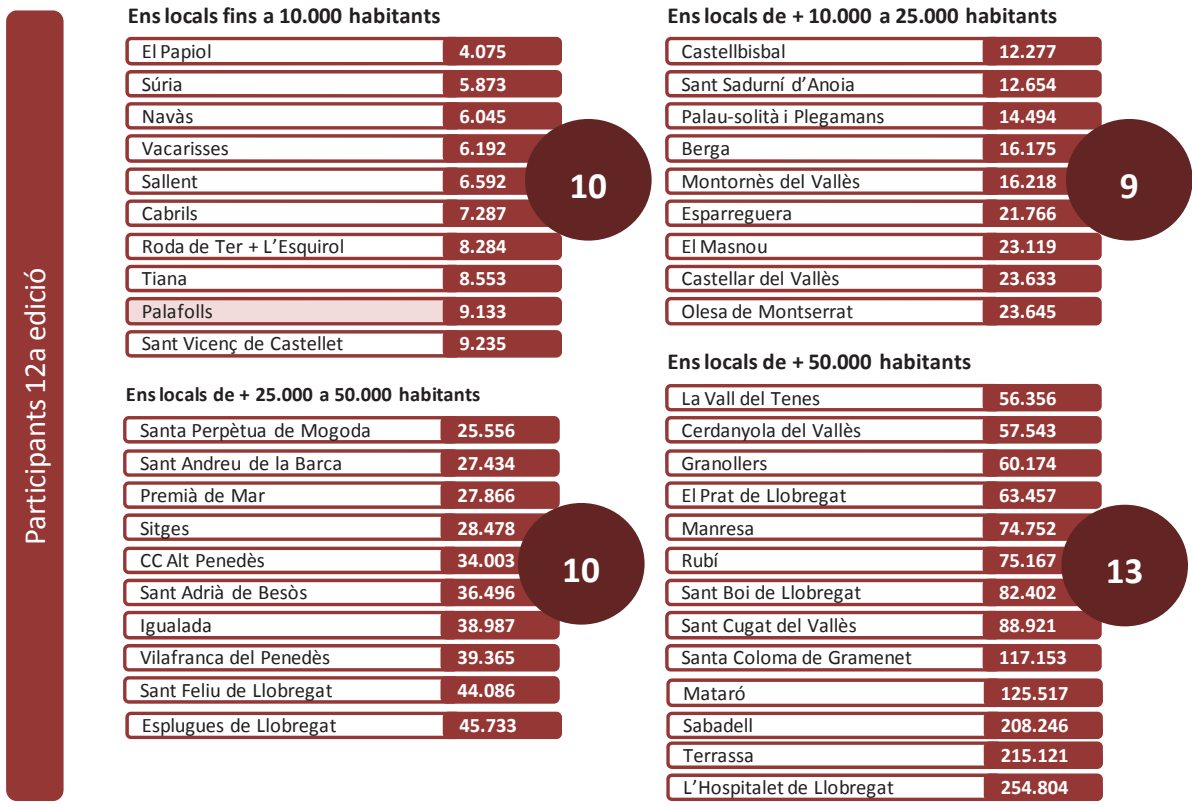 Participants 12a edició
Ens locals fins a 10.000 habitants
El Papiol 4.075
Súria 5.873
Navàs 6.045
Vacarisses 6.192
Sallent 6.592
Cabrils 7.287
Roda de Ter + L’Esquirol 8.284
Tiana 8.553
Palafolls 9.133
Sant Vicenç de Castellet 9.235
10
Ens locals de + 10.000 a 25.000 habitants
Castellbisbal 12.277
Sant Sadurní d’Anoia 12.654
Palau-solità i Plegamans 14.494
Berga 16.175
Montornès del Vallès 16.218
Esparreguera 21.766
El Masnou 23.119
Castellar del Vallès 23.633
Olesa de Montserrat 23.645
9
Ens locals de + 25.000 a 50.000 habitants
Santa Perpètua de Mogoda 25.556
Sant Andreu de la Barca 27.434
Premià de Mar 27.866
Sitges 28.478
CC Alt Penedès 34.003
Sant Adrià de Besòs 36.496
Igualada 38.987
Vilafranca del Penedès 39.365
Sant Feliu de Llobregat 44.086
Esplugues de Llobregat 45.733
10
Ens locals de + 50.000 habitants
La Vall del Tenes 56.356
Cerdanyola del Vallès 57.543
Granollers 60.174
El Prat de Llobregat 63.457
Manresa 74.752
Rubí 75.167
Sant Boi de Llobregat 82.402
Sant Cugat del Vallès 88.921
Santa Coloma de Gramenet 117.153
Mataró 125.517
Sabadell 208.246
Terrassa 215.121
L’Hospitalet de Llobregat 254.804
13